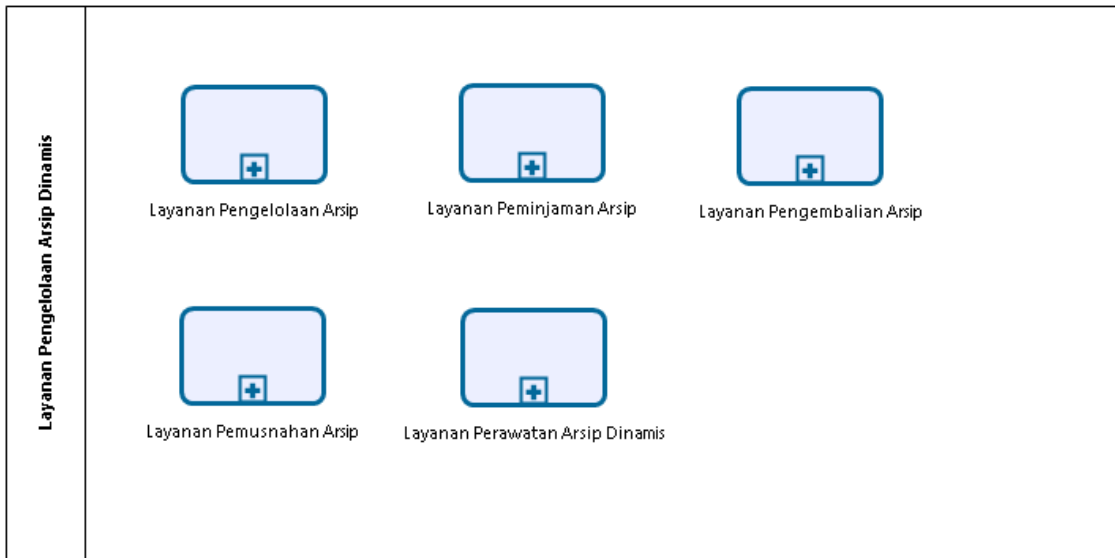 Layanan Pengelolaan Arsip Dinamis
Layanan Pengelolaan Arsip
Layanan Peminjaman Arsip
Layanan Pengembalian Arsip
Layanan Pemusnahan Arsip
Layanan Perawatan Arsip Dinamis